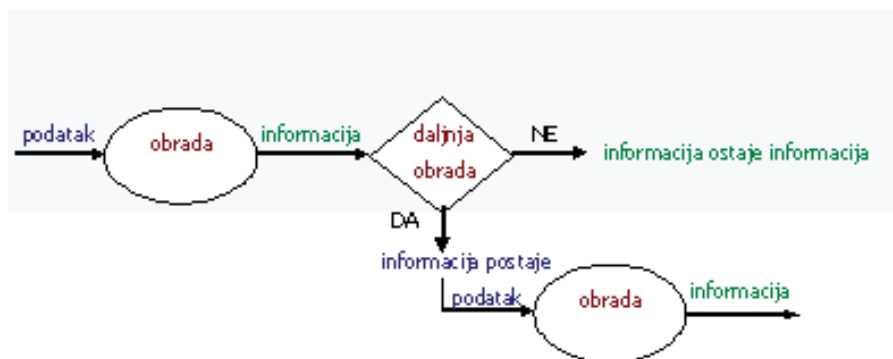 podatak
obrada
informacija
daljnja
obrada
NE
informacija ostaje informacija
DA
informacija postaje
podatak
obrada
informacija